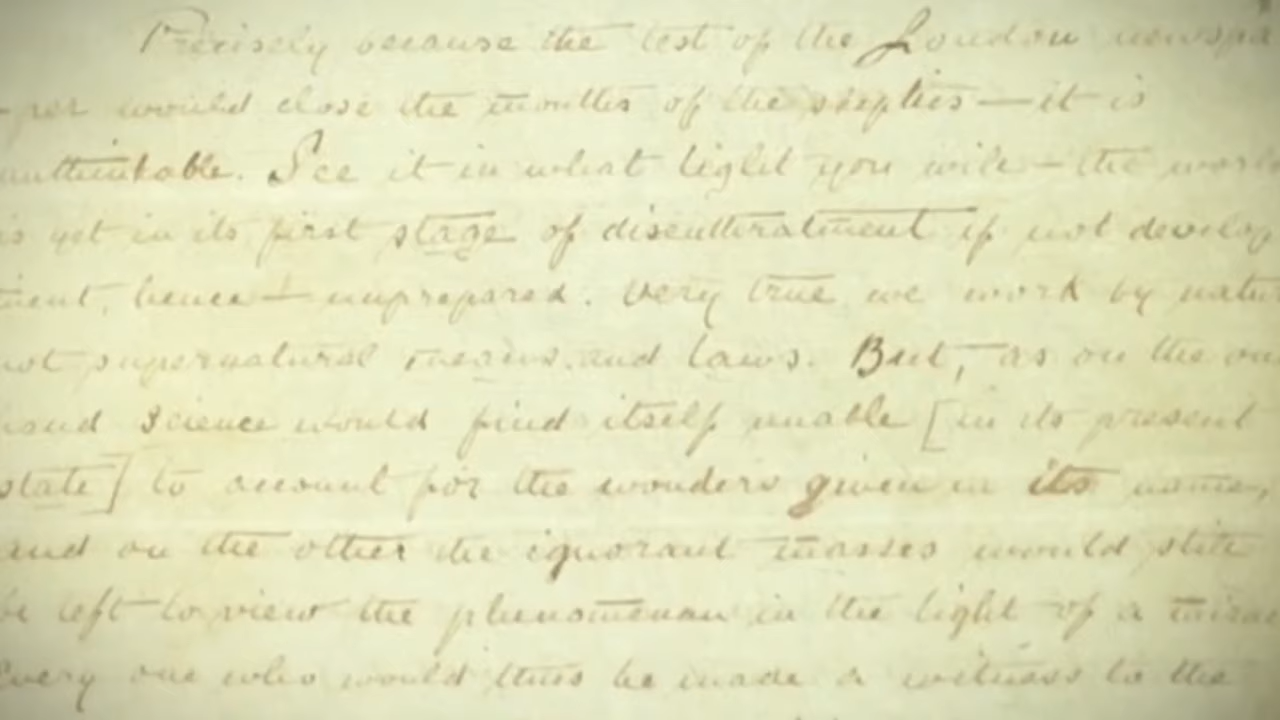 Precisely because the test of the London newspa
-per would close the mouths of the skeptics — it is
unthinkable. See it in what light you will — the world
is yet in its first stage of disenthralment if not develop
ment, hence — unprepared. Very true we work by natu
not supernatural means and laws. But, as on the one
hand Science would find itself unable [in its present
state] to account for the wonders given in its name,
and on the other the ignorant masses would still
be left to view the phenomenon in the light of a mirac
Every one who would thus be made a witness to the